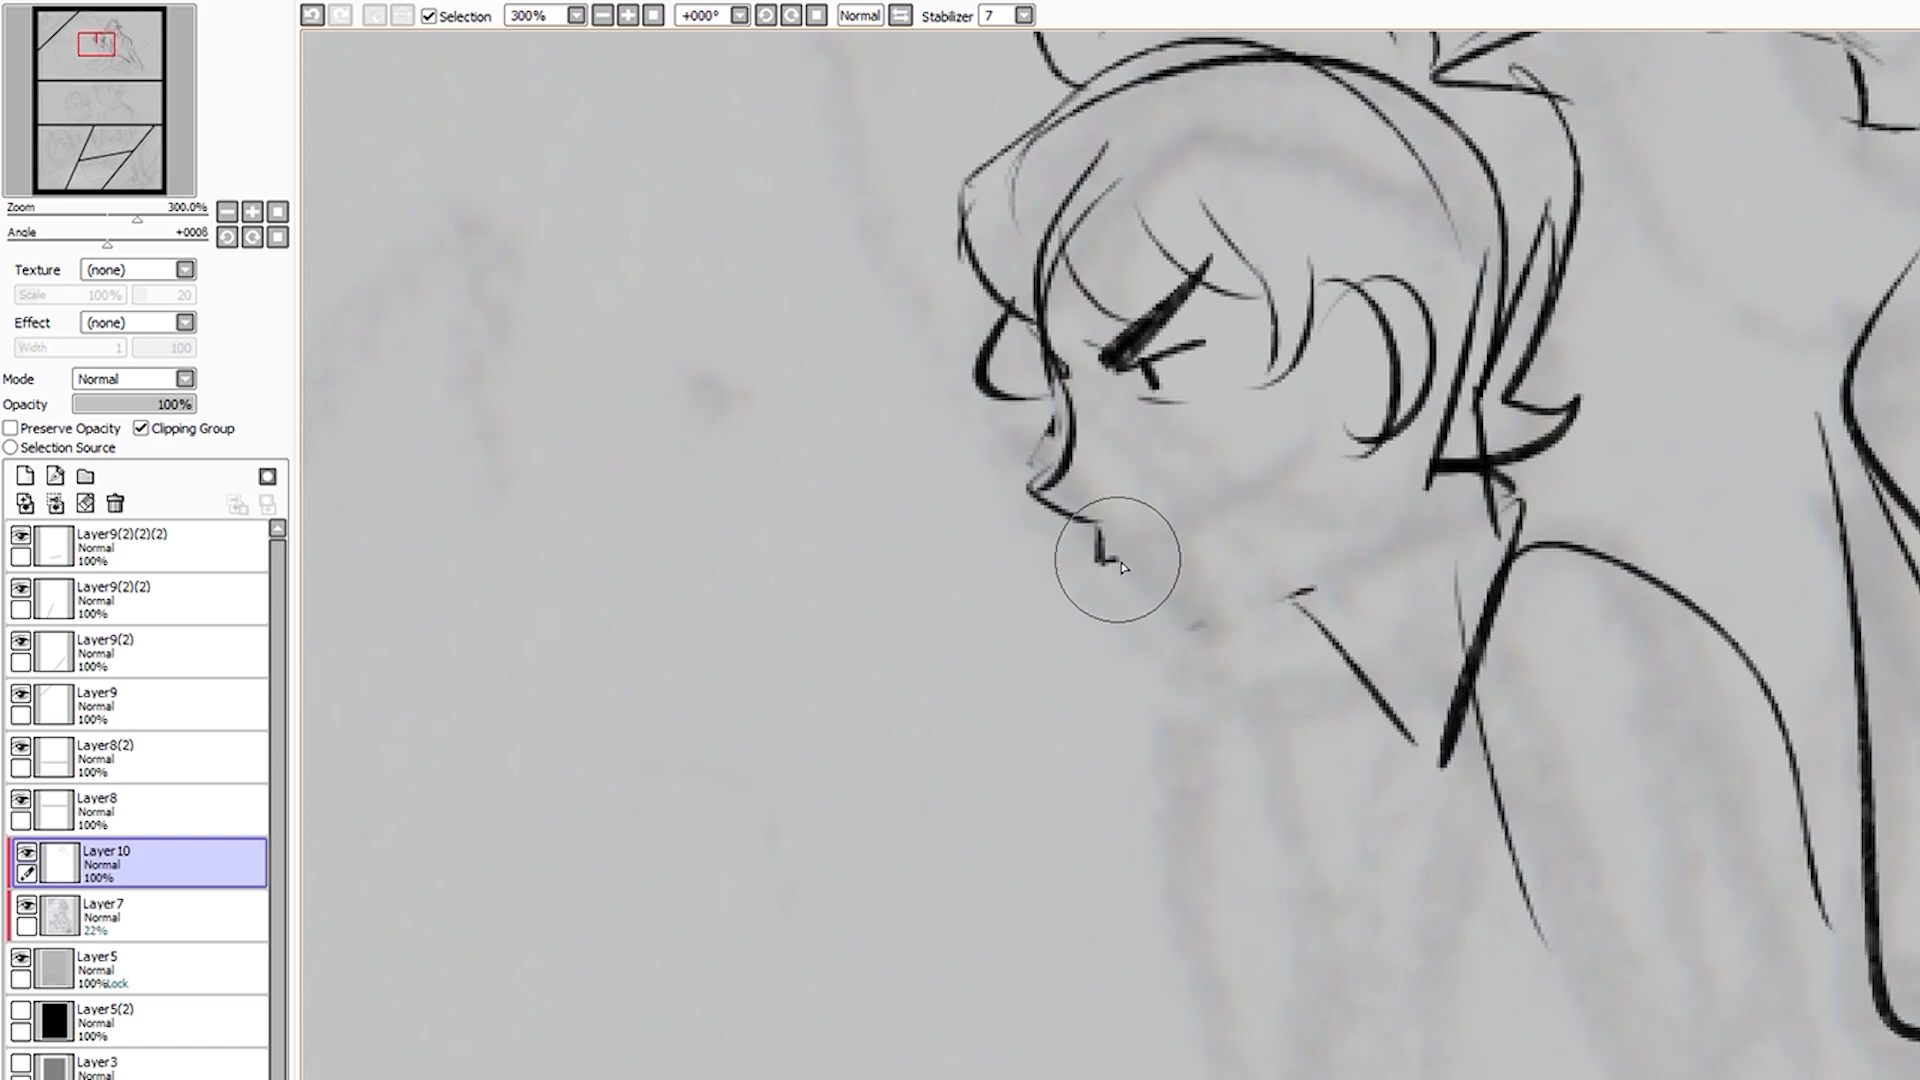 Selection 300% +000° Normal Stabilizer 7
Zoom 300.0%
Angle +000ß
Texture (none)
Scale 100% 20
Effect (none)
Width 1 100
Mode Normal
Opacity 100%
Preserve Opacity Clipping Group
Selection Source
Layer9(2)(2)(2)
Normal
100%
Layer9(2)(2)
Normal
100%
Layer9(2)
Normal
100%
Layer9
Normal
100%
Layer8(2)
Normal
100%
Layer8
Normal
100%
Layer10
Normal
100%
Layer7
Normal
22%
Layer5
Normal
100%Lock
Layer5(2)
Normal
100%
Layer3
Normal